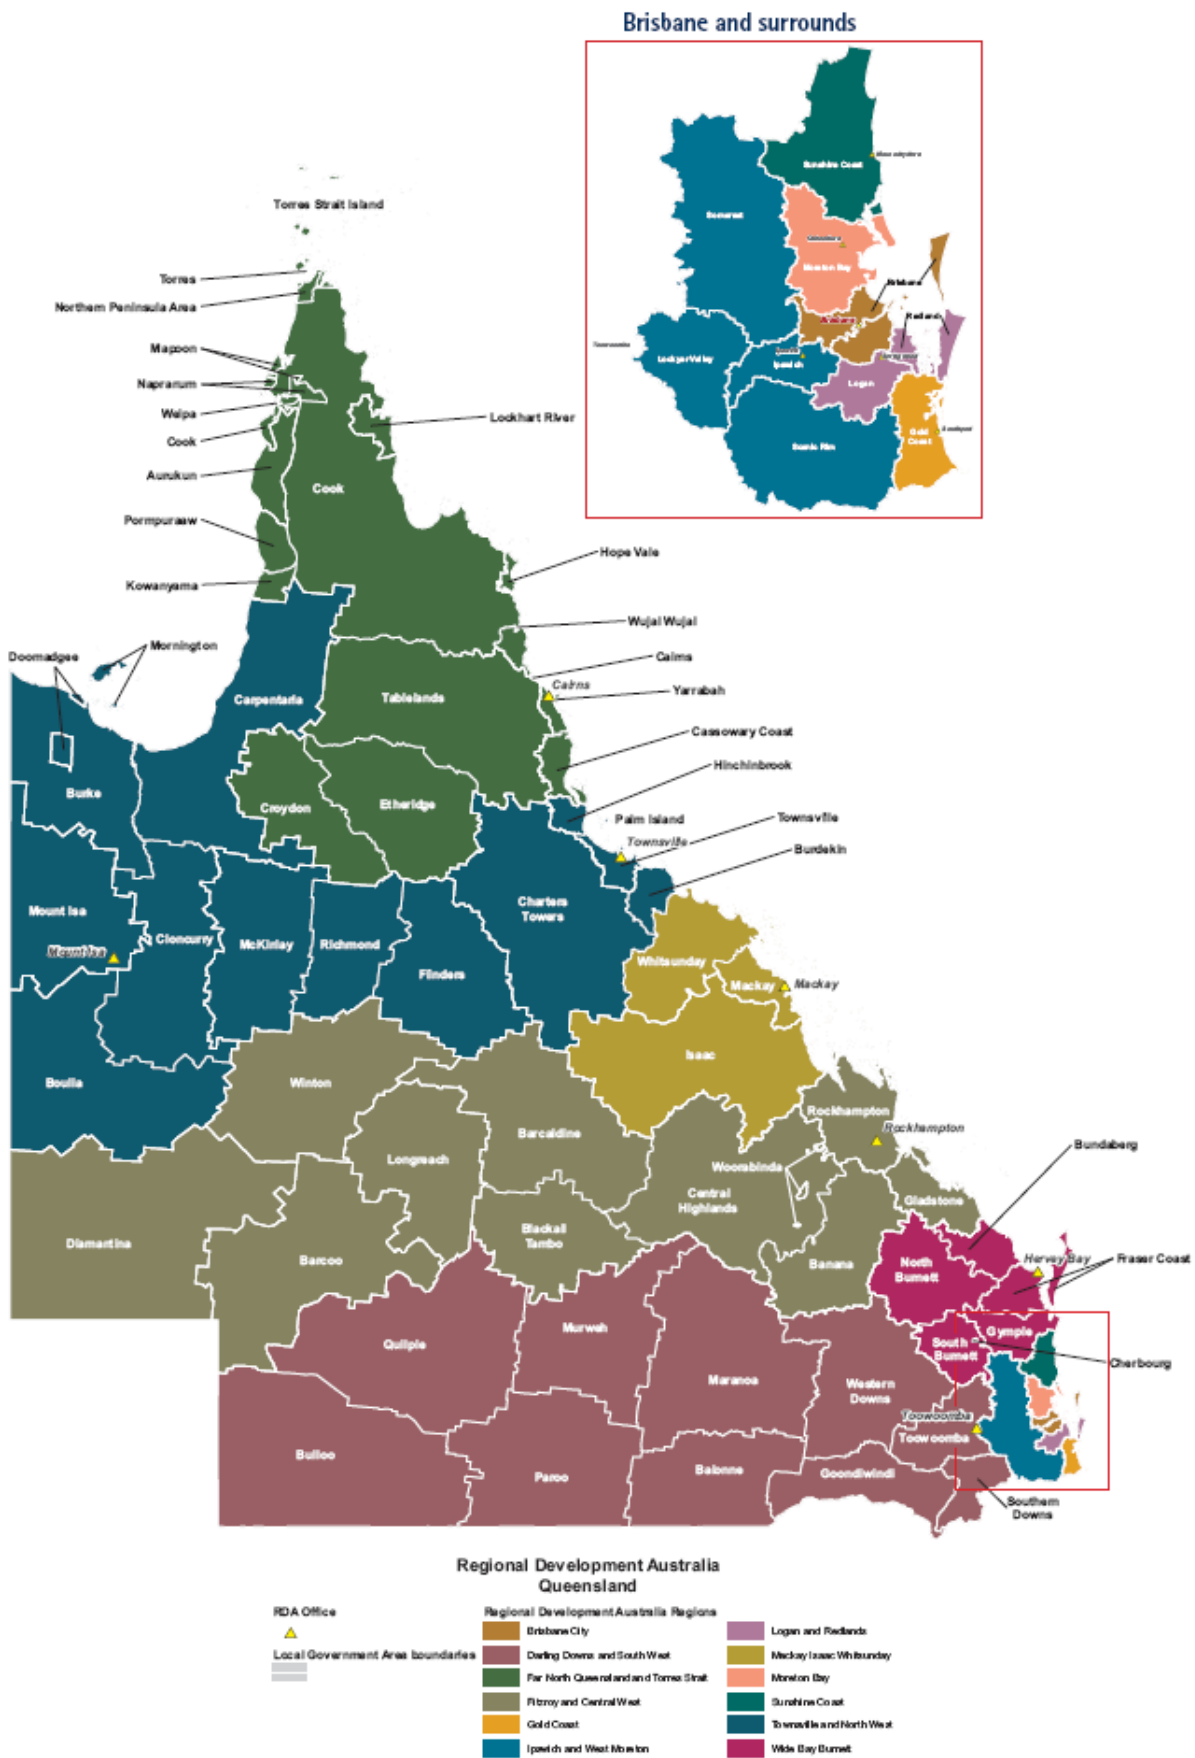 Brisbane and surrounds
Sunshine Coast
Somerset
Moreton Bay
Brisbane
Brisbane
Redland
Toowoomba
Lockyer Valley
Ipswich
Ipswich
Logan
Gold
Coast
Southport
Scenic Rim
Torres Strait Island
Torres
Northern Peninsula Area
Mapoon
Napranum
Weipa
Cook
Lockhart River
Aurukun
Cook
Pormpuraaw
Hope Vale
Kowanyama
Wujal Wujal
Mornington
Doomadgee
Cairns
Cairns
Yarrabah
Carpentaria
Tablelands
Cassowary Coast
Hinchinbrook
Burke
Croydon
Etheridge
Palm Island
Townsville
Townsville
Burdekin
Mount Isa
Mount Isa
Cloncurry
McKinlay
Richmond
Charters
Towers
Flinders
Whitsunday
Mackay
Mackay
Isaac
Boulia
Winton
Rockhampton
Rockhampton
Barcaldine
Longreach
Woorabinda
Bundaberg
Central
Highlands
Gladstone
Diamantina
Barcoo
Blackall
Tambo
Banana
North
Burnett
Hervey Bay
Fraser Coast
Quilpie
Murweh
Gympie
South
Burnett
Cherbourg
Maranoa
Western
Downs
Toowoomba
Toowoomba
Bulloo
Paroo
Balonne
Goondiwindi
Southern
Downs
Regional Development Australia
Queensland
RDA Office
Local Government Area boundaries
Regional Development Australia Regions
Brisbane City
Darling Downs and South West
Far North Queensland and Torres Strait
Fitzroy and Central West
Gold Coast
Ipswich and West Moreton
Logan and Redlands
Mackay Isaac Whitsunday
Moreton Bay
Sunshine Coast
Townsville and North West
Wide Bay Burnett